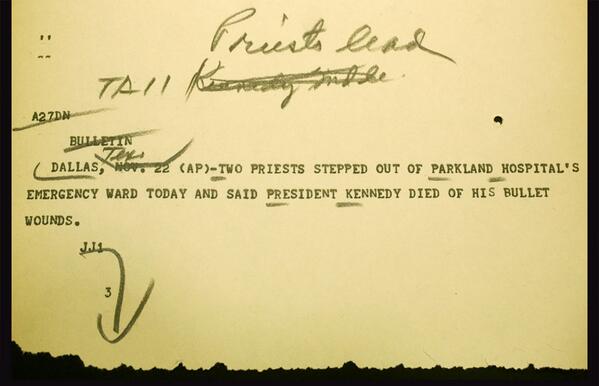 "
Priests lead
TA11 Kennedy
A27DN
BULLETIN
Tex
DALLAS, NOV. 22 (AP)-TWO PRIESTS STEPPED OUT OF PARKLAND HOSPITAL'S
EMERGENCY WARD TODAY AND SAID PRESIDENT KENNEDY DIED OF HIS BULLET
WOUNDS.
JJ1
3